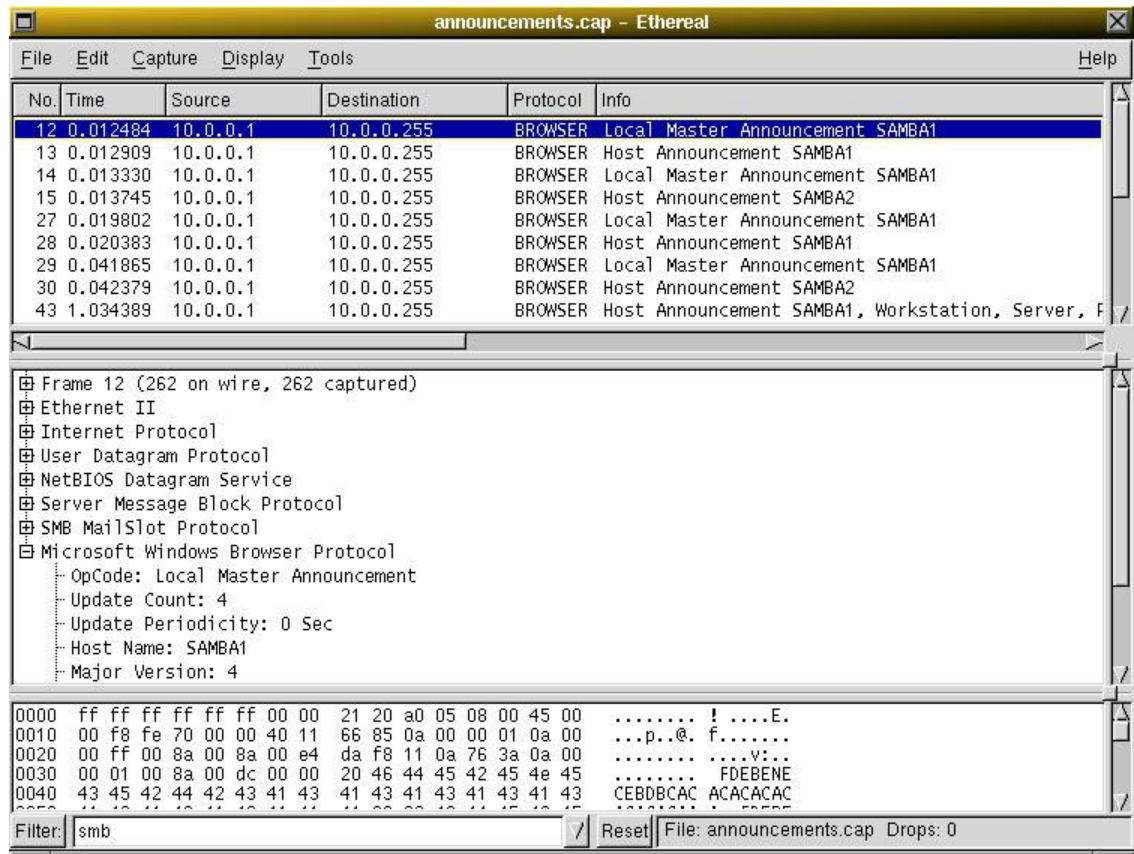 announcements.cap - Ethereal
File Edit Capture Display Tools Help
No. Time Source Destination Protocol Info
12 0.012484 10.0.0.1 10.0.0.255 BROWSER Local Master Announcement SAMBA1
13 0.012909 10.0.0.1 10.0.0.255 BROWSER Host Announcement SAMBA1
14 0.013330 10.0.0.1 10.0.0.255 BROWSER Local Master Announcement SAMBA1
15 0.013745 10.0.0.1 10.0.0.255 BROWSER Host Announcement SAMBA2
27 0.019802 10.0.0.1 10.0.0.255 BROWSER Local Master Announcement SAMBA1
28 0.020383 10.0.0.1 10.0.0.255 BROWSER Host Announcement SAMBA1
29 0.041865 10.0.0.1 10.0.0.255 BROWSER Local Master Announcement SAMBA1
30 0.042379 10.0.0.1 10.0.0.255 BROWSER Host Announcement SAMBA2
43 1.034389 10.0.0.1 10.0.0.255 BROWSER Host Announcement SAMBA1, Workstation, Server,
Frame 12 (262 on wire, 262 captured)
Ethernet II
Internet Protocol
User Datagram Protocol
NetBIOS Datagram Service
Server Message Block Protocol
SMB MailSlot Protocol
Microsoft Windows Browser Protocol
OpCode: Local Master Announcement
Update Count: 4
Update Periodicity: 0 Sec
Host Name: SAMBA1
Major Version: 4
0000 ff ff ff ff ff ff 00 00 21 20 a0 05 08 00 45 00 ........ ! ....E.
0010 00 f8 fe 70 00 00 40 11 66 85 0a 00 00 01 0a 00 ...p..@. f.......
0020 00 ff 00 8a 00 8a 00 e4 da f8 11 0a 76 3a 0a 00 ........ ....v:..
0030 00 01 00 8a 00 dc 00 00 20 46 44 45 42 45 4e 45 ........ FDEBENE
0040 43 45 42 44 42 43 41 43 41 43 41 43 41 43 41 43 CEBDBCAC ACACACAC
Filter: smb Reset File: announcements.cap Drops: 0